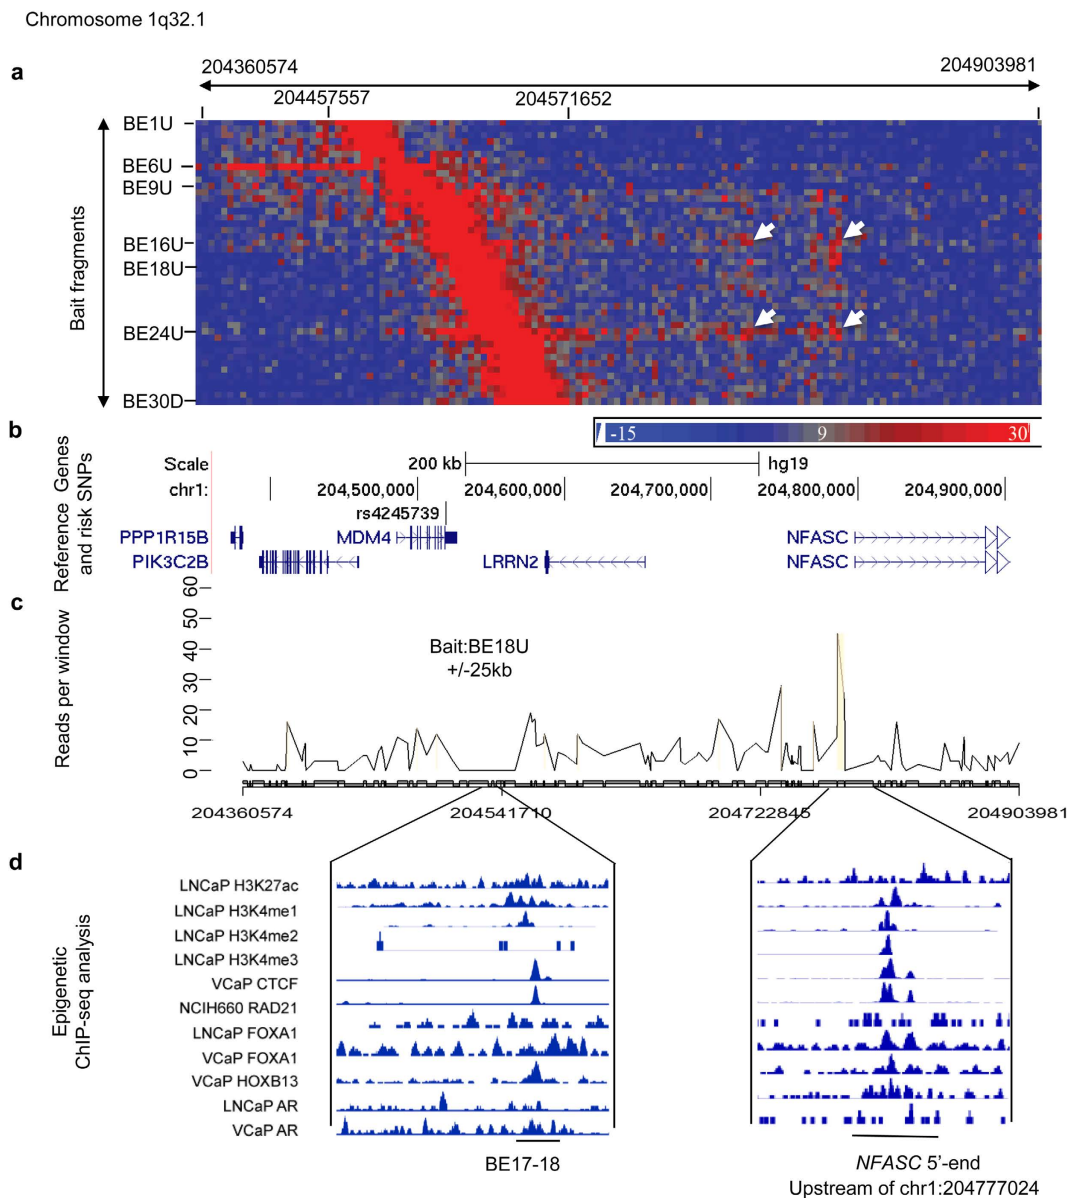 Chromosome 1q32.1
a
204360574
204903981
204457557
204571652
Bait fragments
BE1U
BE6U
BE9U
BE16U
BE18U
BE24U
BE30D
-15
9
30
b
Reference Genes
and risk SNPs
Scale
200 kb
hg19
chr1:
204,500,000
204,600,000
204,700,000
204,800,000
204,900,000
rs4245739
PPP1R15B
MDM4
NFASC
PIK3C2B
LRRN2
NFASC
c
Reads per window
60
50
40
30
20
10
0
Bait:BE18U
+/-25kb
204360574
204541710
204722845
204903981
d
Epigenetic
ChIP-seq analysis
LNCaP H3K27ac
LNCaP H3K4me1
LNCaP H3K4me2
LNCaP H3K4me3
VCaP CTCF
NCIH660 RAD21
LNCaP FOXA1
VCaP FOXA1
VCaP HOXB13
LNCaP AR
VCaP AR
BE17-18
NFASC 5'-end
Upstream of chr1:204777024